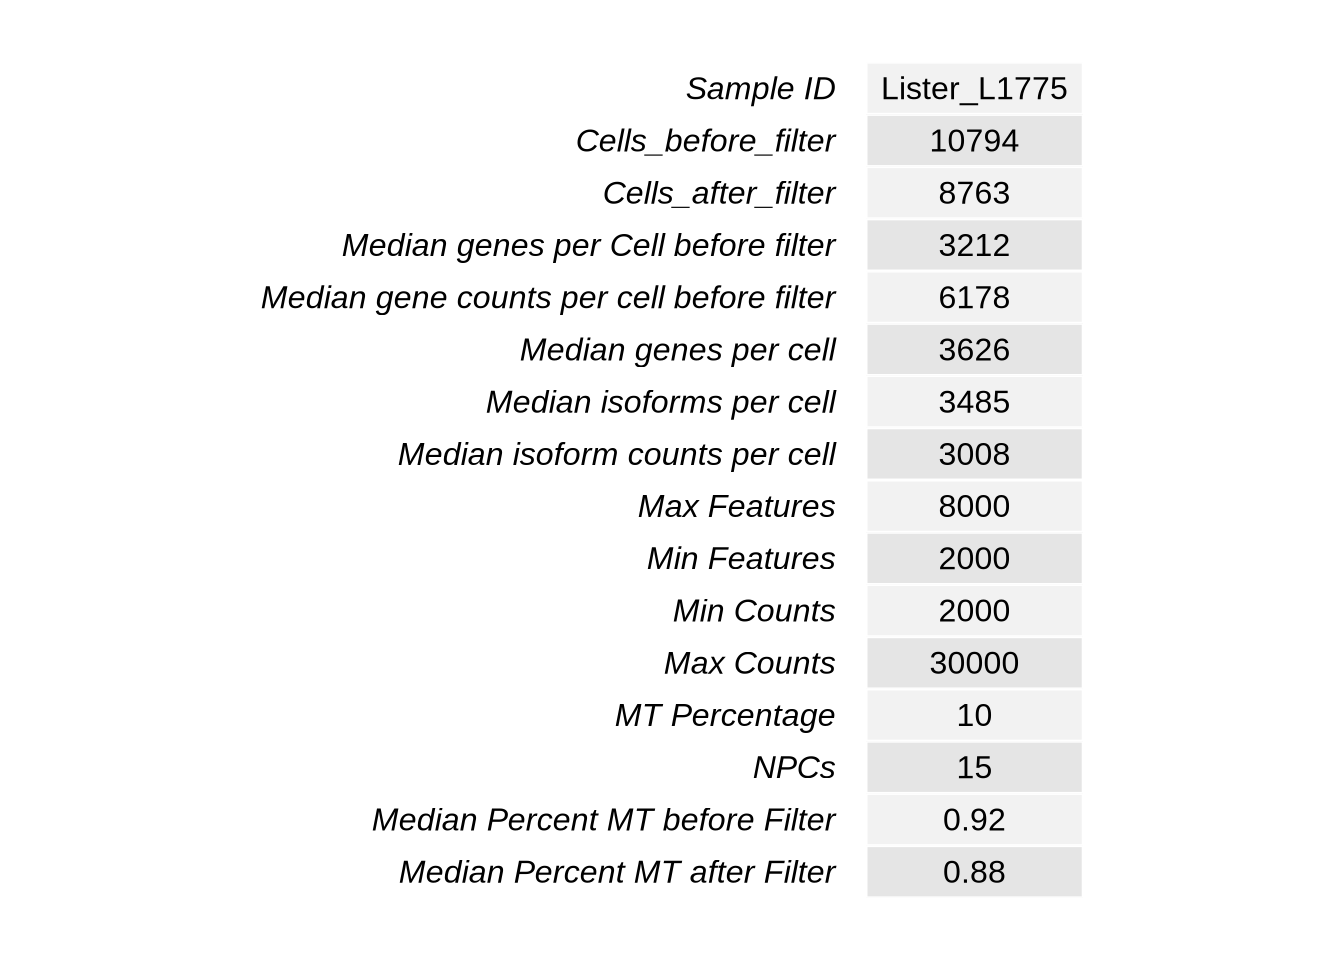 Sample ID Lister_L1775
Cells_before_filter 10794
Cells_after_filter 8763
Median genes per Cell before filter 3212
Median gene counts per cell before filter 6178
Median genes per cell 3626
Median isoforms per cell 3485
Median isoform counts per cell 3008
Max Features 8000
Min Features 2000
Min Counts 2000
Max Counts 30000
MT Percentage 10
NPCs 15
Median Percent MT before Filter 0.92
Median Percent MT after Filter 0.88